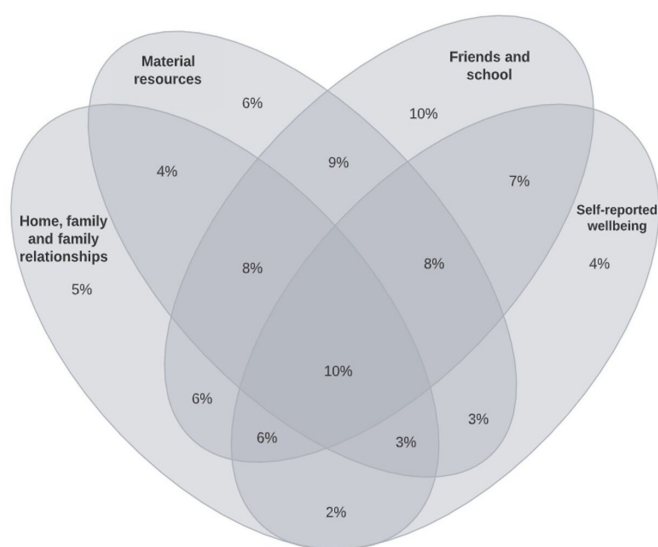 Material
resources
Friends and
school
6%
10%
9%
4%
7%
Home, family
and family
relationships
Self-reported
wellbeing
5%
8%
8%
4%
10%
6%
3%
6%
3%
2%